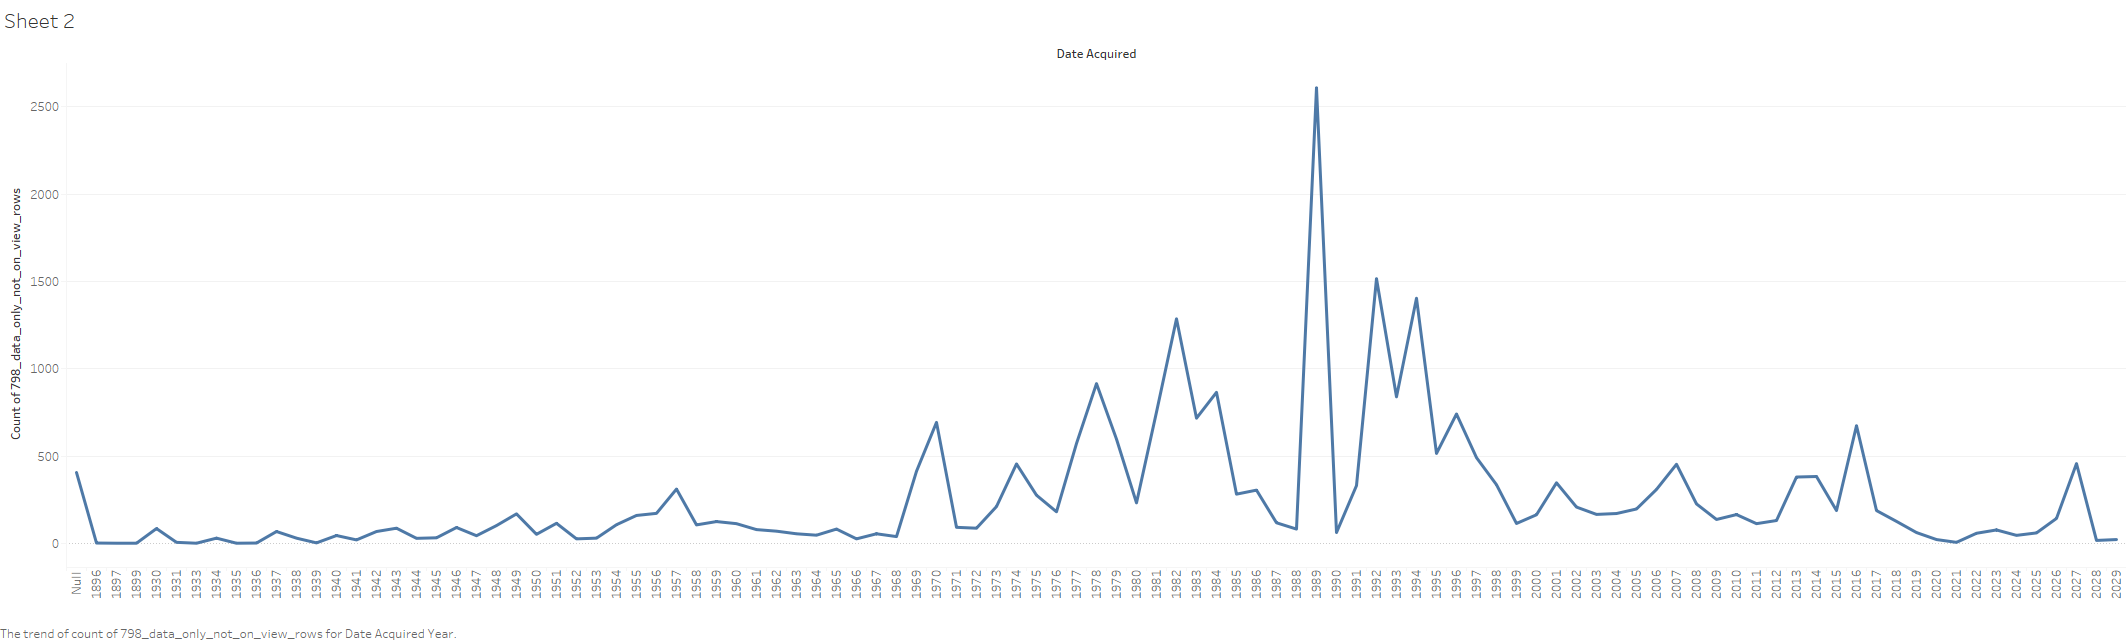 Sheet 2
Date Acquired
Count of 798_data_only_not_on_view_rows
2500
2000
1500
1000
500
0
Null 1896 1897 1899 1930 1931 1933 1934 1935 1936 1937 1938 1939 1940 1941 1942 1943 1944 1945 1946 1947 1948 1949 1950 1951 1952 1953 1954 1955 1956 1957 1958 1959 1960 1961 1962 1963 1964 1965 1966 1967 1968 1969 1970 1971 1972 1973 1974 1975 1976 1977 1978 1979 1980 1981 1982 1983 1984 1985 1986 1987 1988 1989 1990 1991 1992 1993 1994 1995 1996 1997 1998 1999 2000 2001 2002 2003 2004 2005 2006 2007 2008 2009 2010 2011 2012 2013 2014 2015 2016 2017 2018 2019 2020 2021 2022 2023 2024 2025 2026 2027 2028 2029
The trend of count of 798_data_only_not_on_view_rows for Date Acquired Year.